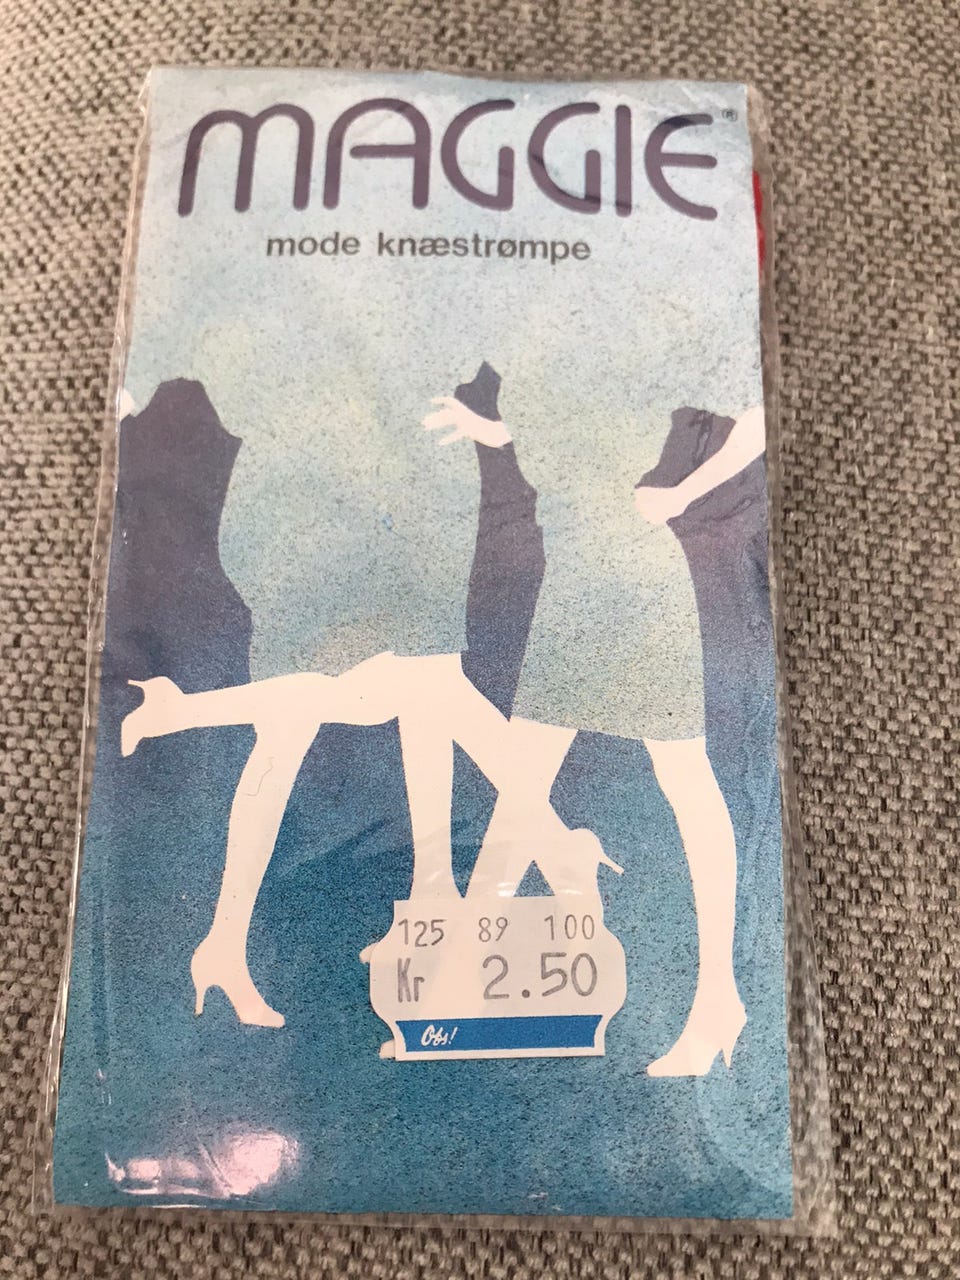 MAGGIE®
mode knæstrømpe
125 89 100
Kr 2.50
Obs!